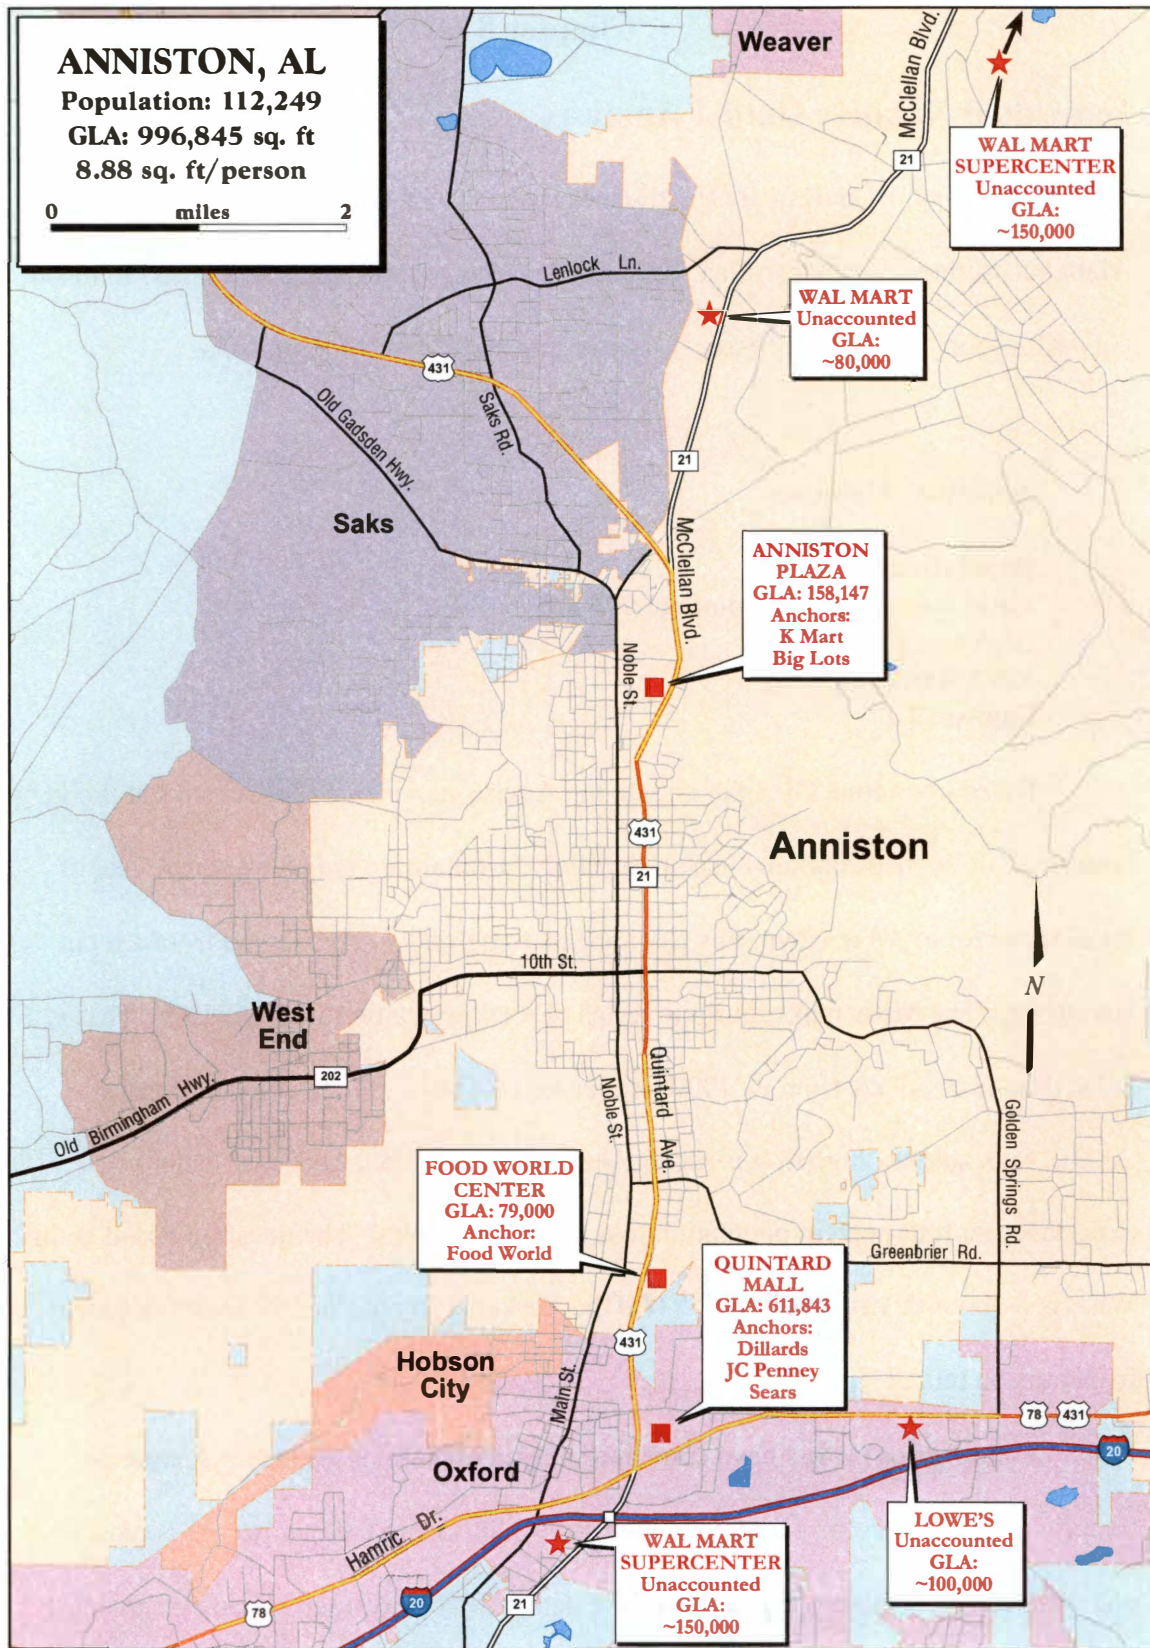 ANNISTON, AL
Population: 112,249
GLA: 996,845 sq. ft
8.88 sq. ft/person
0 miles 2
Weaver
McClellan Blvd.
21
WAL MART
SUPERCENTER
Unaccounted
GLA:
~150,000
Lenlock Ln.
WAL MART
Unaccounted
GLA:
~80,000
431
Old Gadsden Hwy.
Saks Rd.
21
Saks
McClellan Blvd.
ANNISTON
PLAZA
GLA: 158,147
Anchors:
K Mart
Big Lots
Noble St.
431
21
Anniston
10th St.
N
West
End
202
Old Birmingham Hwy.
Noble St.
Quintard Ave.
Golden Springs Rd.
FOOD WORLD
CENTER
GLA: 79,000
Anchor:
Food World
Greenbrier Rd.
QUINTARD
MALL
GLA: 611,843
Anchors:
Dillards
JC Penney
Sears
431
Hobson
City
Main St.
78
431
20
Oxford
Hamric Dr.
LOWE'S
Unaccounted
GLA:
~100,000
WAL MART
SUPERCENTER
Unaccounted
GLA:
~150,000
20
21
78